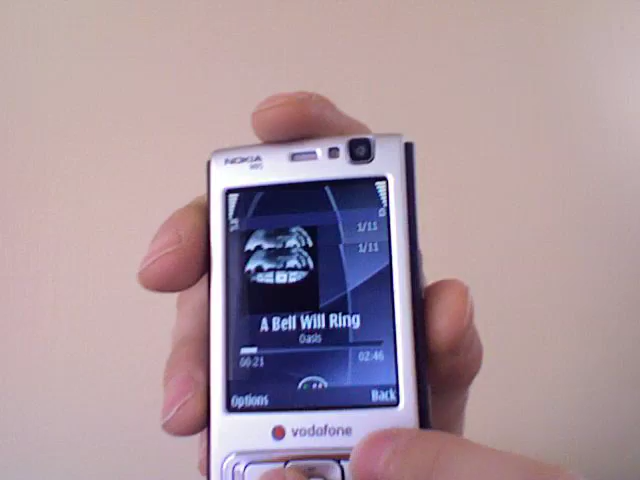 NOKIA
N95
1/11
1/11
A Bell Will Ring
Oasis
00:21 02:46
Options Back
vodafone